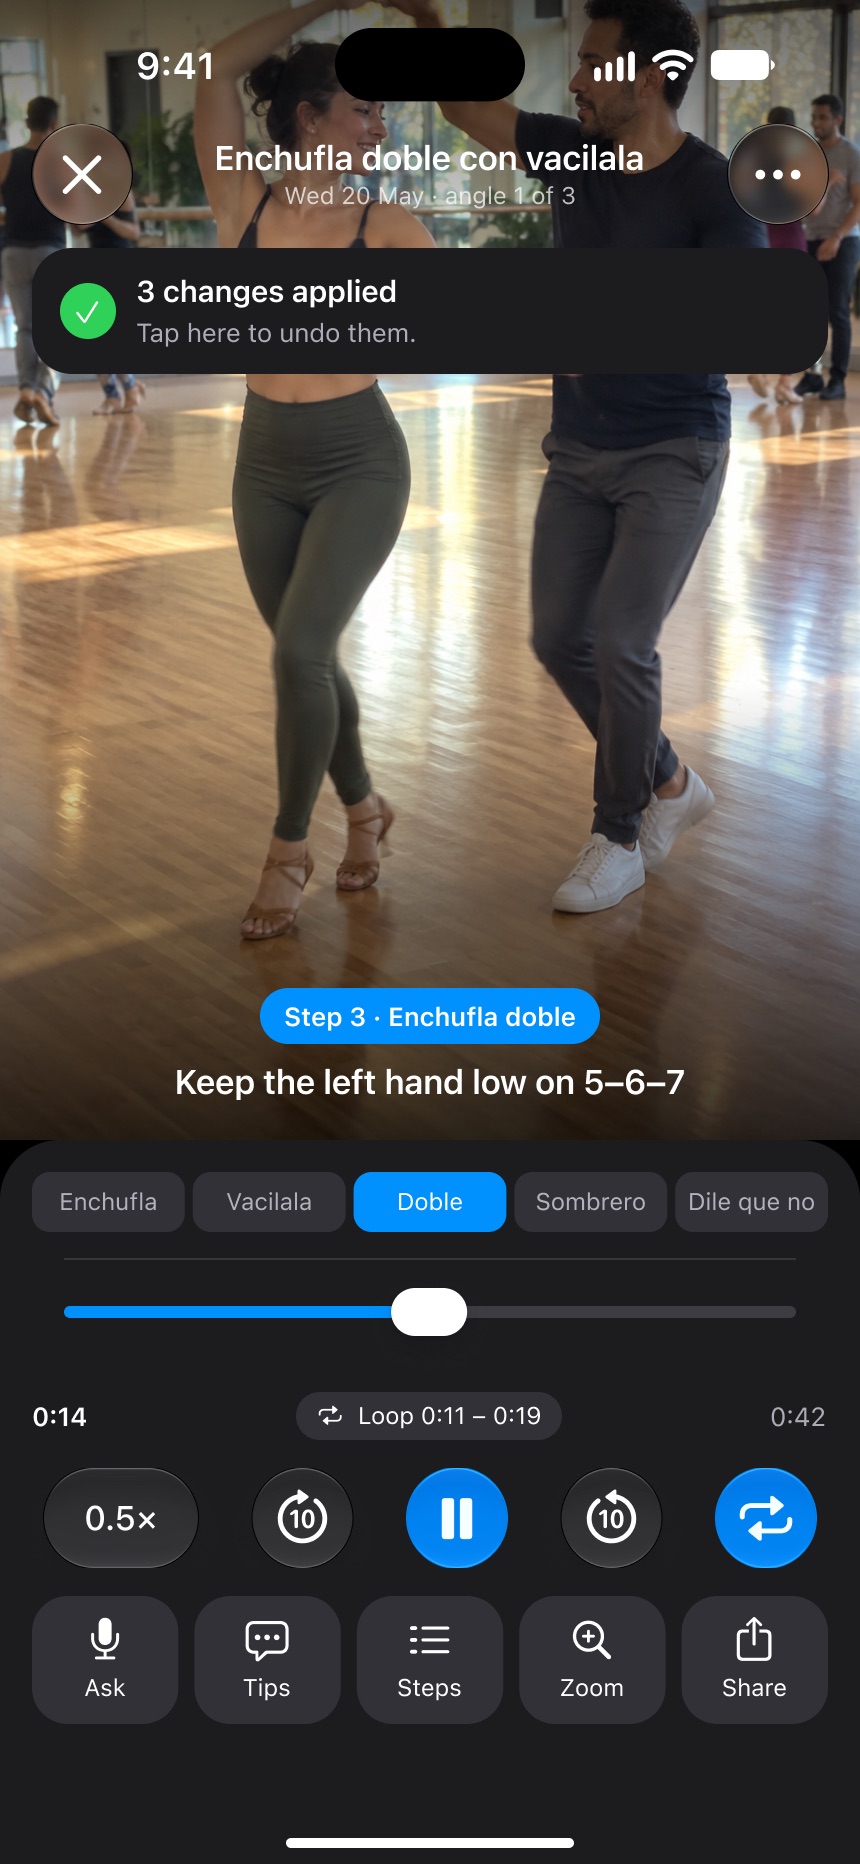 9:41
Enchufla doble con vacilala
Wed 20 May · angle 1 of 3
3 changes applied
Tap here to undo them.
Step 3 · Enchufla doble
Keep the left hand low on 5–6–7
Enchufla
Vacilala
Doble
Sombrero
Dile que no
0:14
Loop 0:11 – 0:19
0:42
0.5×
10
10
Ask
Tips
Steps
Zoom
Share